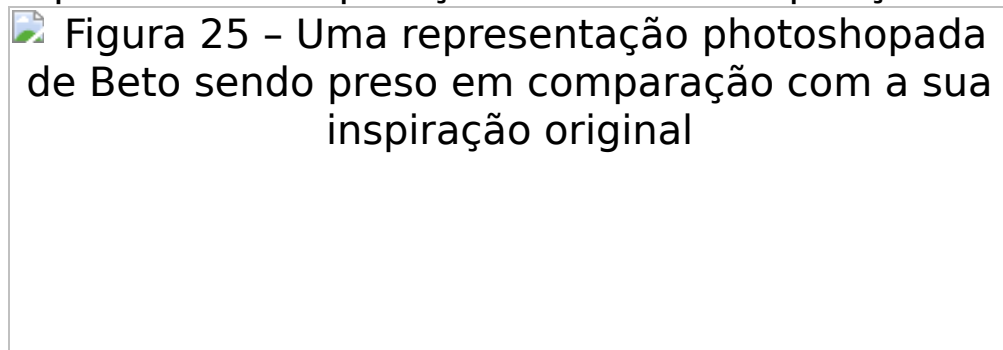 Figura 25 – Uma representação photoshopada
de Beto sendo preso em comparação com a sua
inspiração original